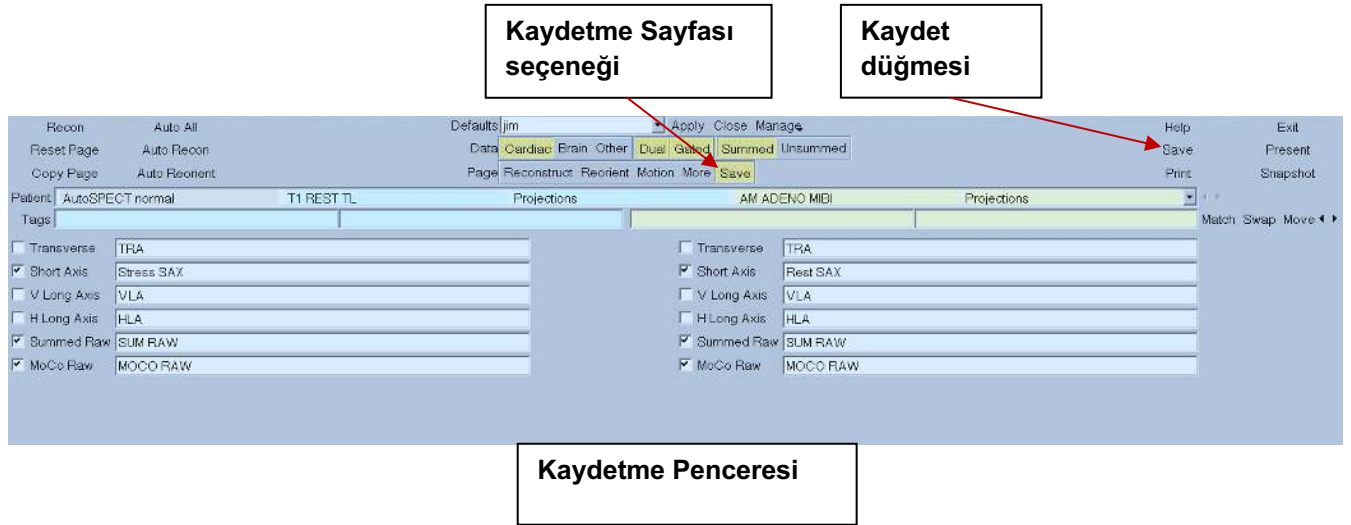 Kaydetme Sayfası
seçeneği
Kaydet
düğmesi
Recon Auto All Defaults jim Apply Close Manage Help Exit
Reset Page Auto Recon Data Cardiac Brain Other Dual Gated Summed Unsummed Save Present
Copy Page Auto Reorient Page Reconstruct Reorient Motion More Save Print Snapshot
Patient AutoSPECT normal T1 REST TL Projections AM ADENO MIBI Projections
Tags Match Swap Move
Transverse TRA Transverse TRA
Short Axis Stress SAX Short Axis Rest SAX
V Long Axis VLA V Long Axis VLA
H Long Axis HLA H Long Axis HLA
Summed Raw SUM RAW Summed Raw SUM RAW
MoCo Raw MOCO RAW MoCo Raw MOCO RAW
Kaydetme Penceresi